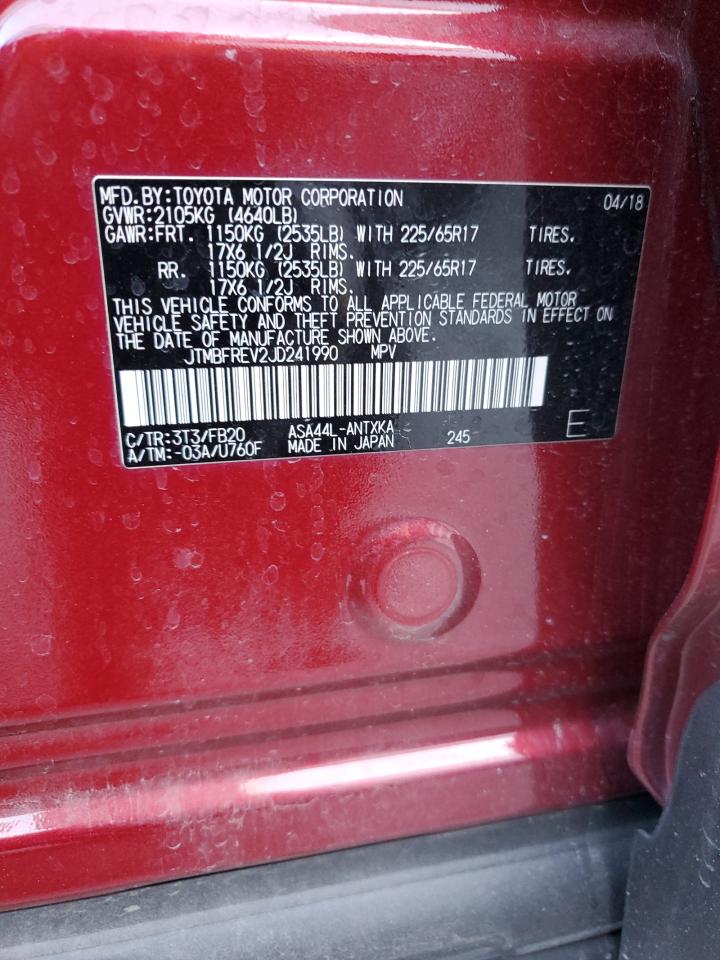 MFD.BY:TOYOTA MOTOR CORPORATION 04/18
GVWR:2105KG (4640LB)
GAWR:FRT. 1150KG (2535LB) WITH 225/65R17 TIRES.
17X6 1/2J RIMS.
RR. 1150KG (2535LB) WITH 225/65R17 TIRES.
17X6 1/2J RIMS.
THIS VEHICLE CONFORMS TO ALL APPLICABLE FEDERAL MOTOR
VEHICLE SAFETY AND THEFT PREVENTION STANDARDS IN EFFECT ON
THE DATE OF MANUFACTURE SHOWN ABOVE.
JTMBFREV2JD241990 MPV
C/TR:3T3/FB20 ASA44L-ANTXKA
A/TM:-03A/U760F MADE IN JAPAN 245 E